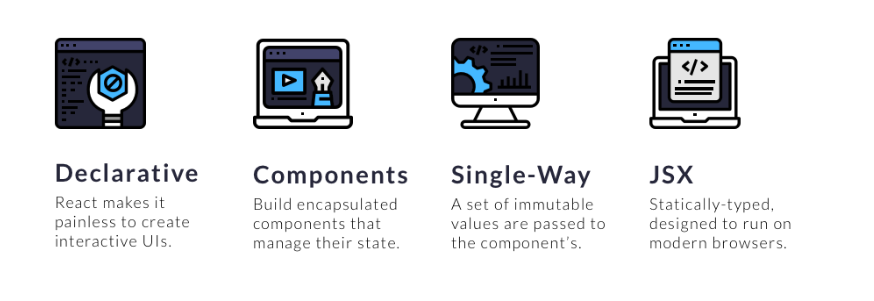 Declarative
React makes it
painless to create
interactive UIs.
Components
Build encapsulated
components that
manage their state.
Single-Way
A set of immutable
values are passed to
the component’s.
JSX
Statically-typed,
designed to run on
modern browsers.